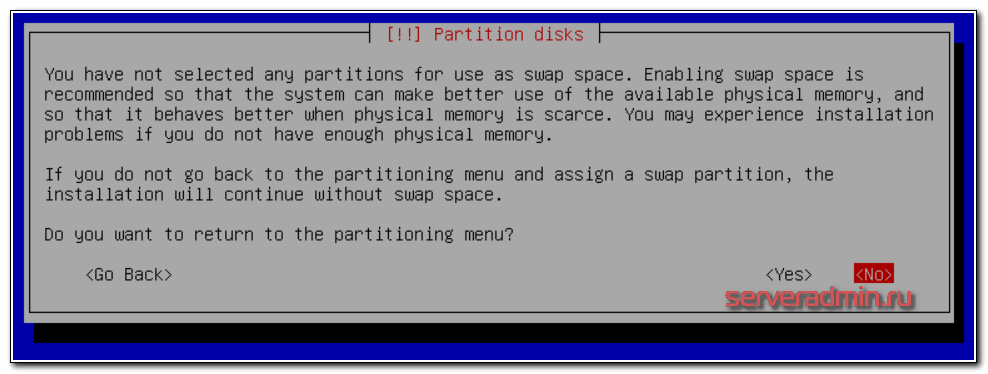 [!!] Partition disks
You have not selected any partitions for use as swap space. Enabling swap space is
recommended so that the system can make better use of the available physical memory, and
so that it behaves better when physical memory is scarce. You may experience installation
problems if you do not have enough physical memory.
If you do not go back to the partitioning menu and assign a swap partition, the
installation will continue without swap space.
Do you want to return to the partitioning menu?
<Go Back> <Yes> <No>
serveradmin.ru